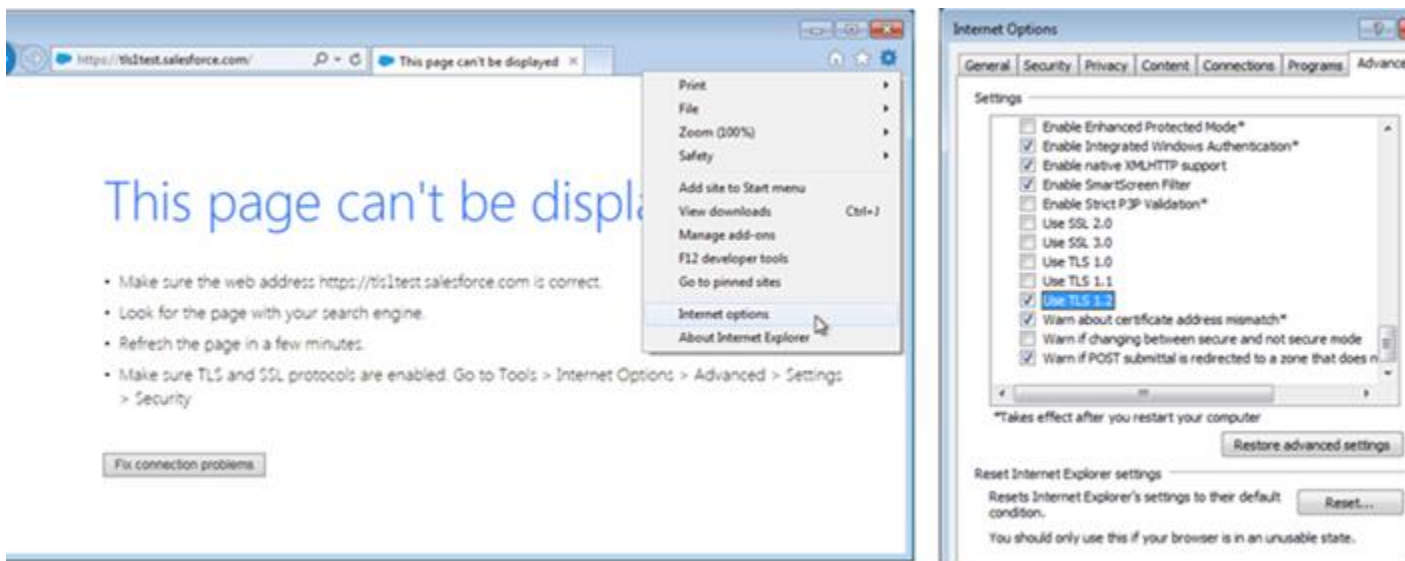 https://tls1test.salesforce.com/
This page can't be displayed
Print
File
Zoom (100%)
Safety
Add site to Start menu
View downloads Ctrl+J
Manage add-ons
F12 developer tools
Go to pinned sites
Internet options
About Internet Explorer
This page can't be displa
• Make sure the web address https://tls1test.salesforce.com is correct.
• Look for the page with your search engine.
• Refresh the page in a few minutes.
• Make sure TLS and SSL protocols are enabled. Go to Tools > Internet Options > Advanced > Settings
> Security
Fix connection problems
Internet Options
General Security Privacy Content Connections Programs Advance
Settings
Enable Enhanced Protected Mode*
Enable Integrated Windows Authentication*
Enable native XMLHTTP support
Enable SmartScreen Filter
Enable Strict P3P Validation*
Use SSL 2.0
Use SSL 3.0
Use TLS 1.0
Use TLS 1.1
Use TLS 1.2
Warn about certificate address mismatch*
Warn if changing between secure and not secure mode
Warn if POST submittal is redirected to a zone that does n
*Takes effect after you restart your computer
Restore advanced settings
Reset Internet Explorer settings
Resets Internet Explorer's settings to their default
condition.
Reset...
You should only use this if your browser is in an unusable state.